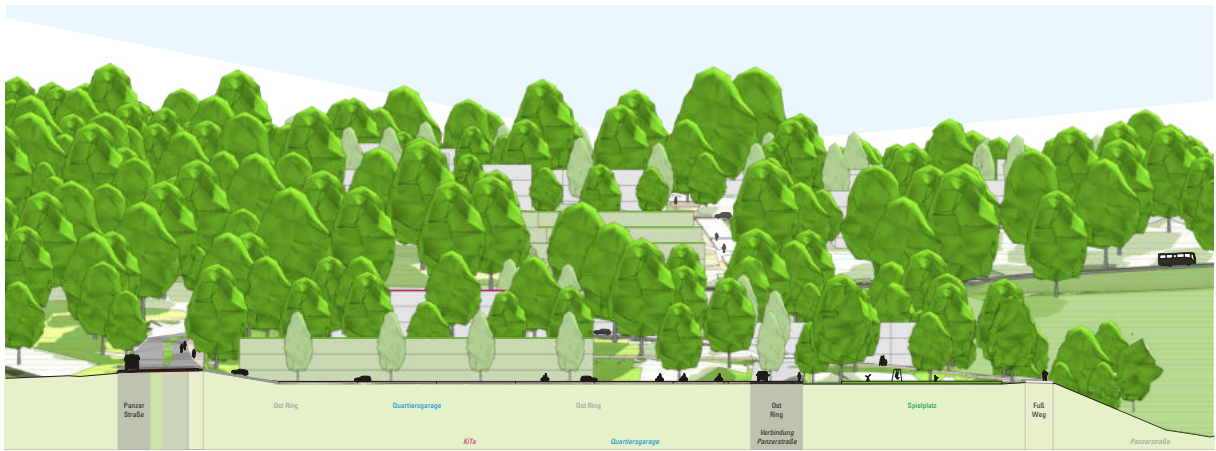 Panzer
Straße
Ost Ring
Quartiersgarage
Ost Ring
Ost
Ring
Spielplatz
Fuß
Weg
Verbindung
Panzerstraße
KiTa
Quartiersgarage
Panzerstraße